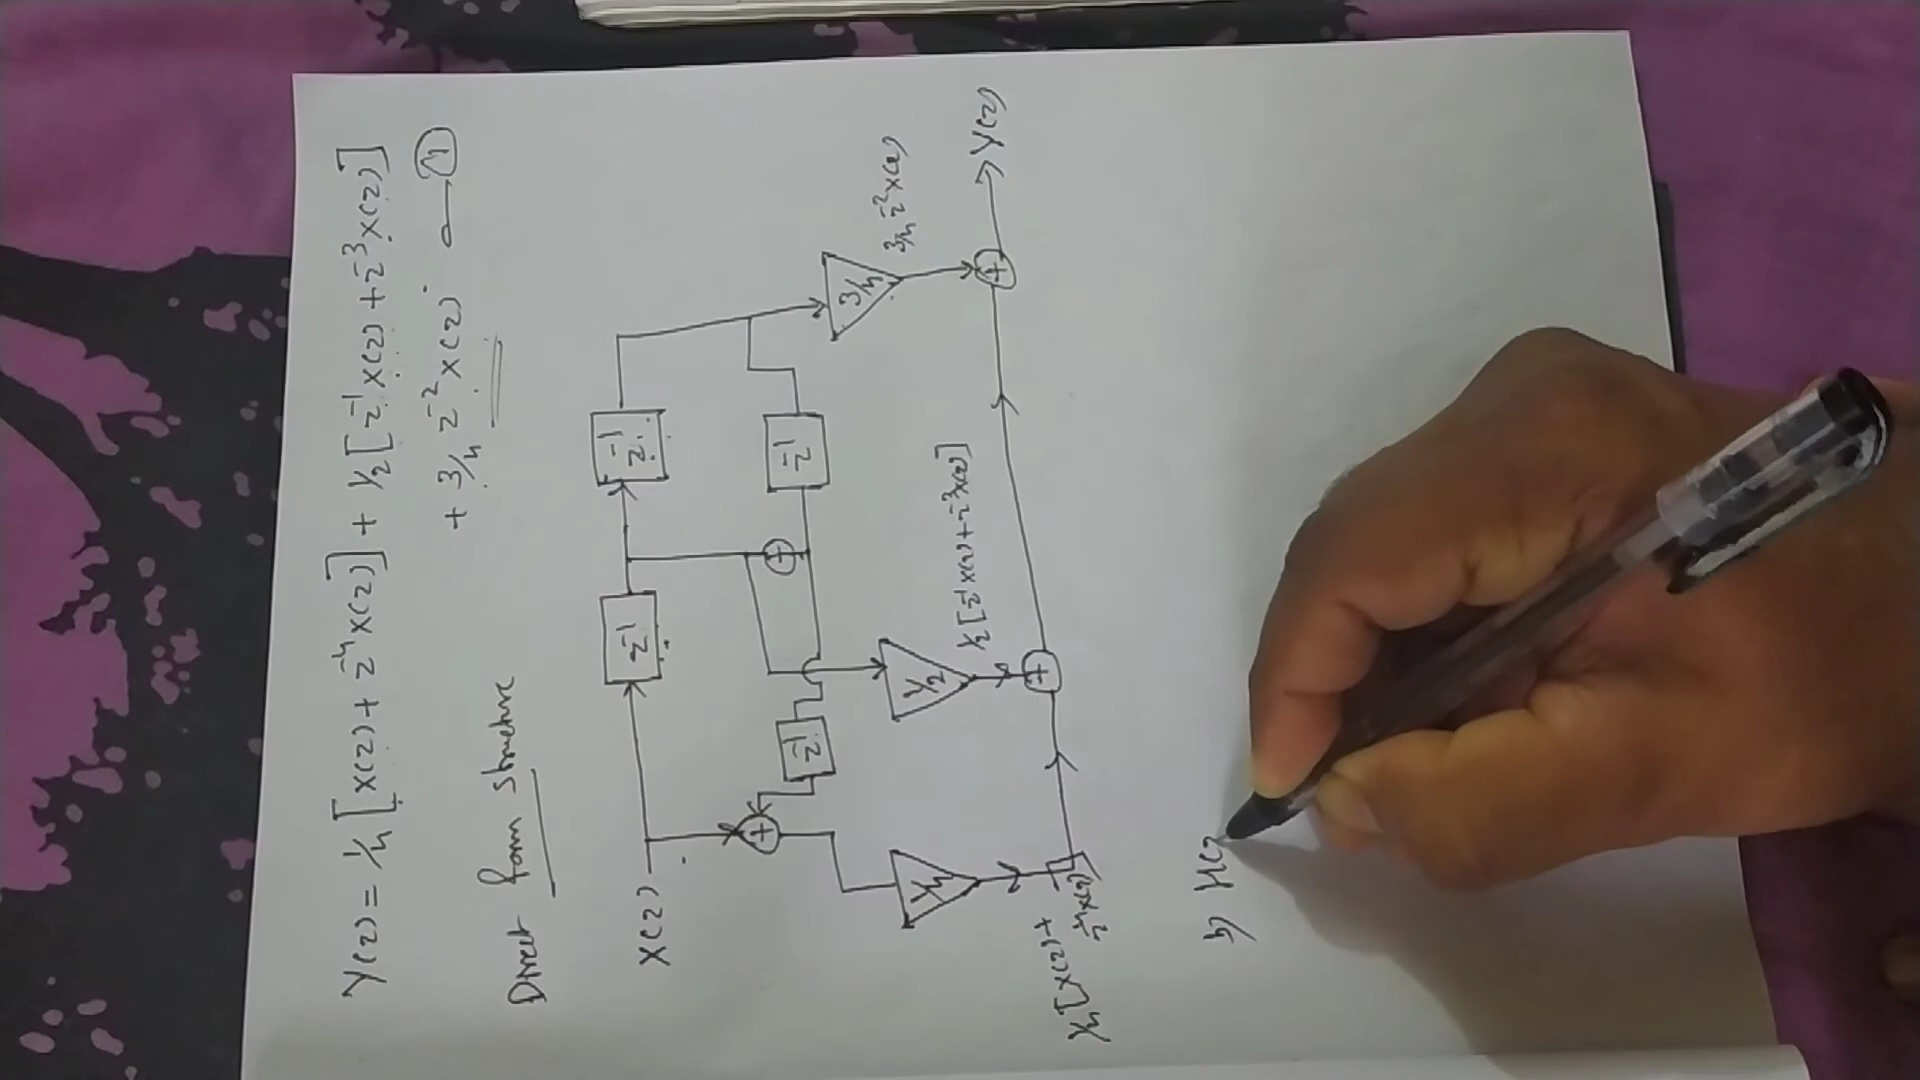 Y(z) = 1/4 [X(z) + z^-4 X(z)] + 1/2 [z^-1 X(z) + z^-3 X(z)]
+ 3/4 z^-2 X(z) — 1
Direct form structure
X(z)
z^-1
z^-1
+
+
z^-1
z^-1
1/4
1/2
3/4
1/4 [X(z) + z^-4 X(z)]
1/2 [z^-1 X(z) + z^-3 X(z)]
3/4 z^-2 X(z)
+
+
Y(z)
b) H(z